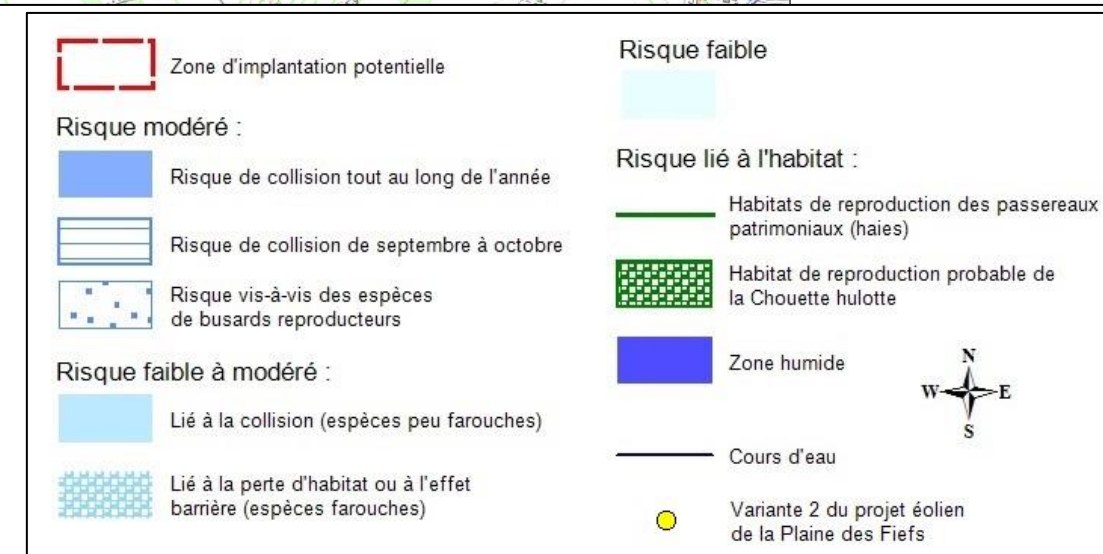 Zone d'implantation potentielle
Risque modéré :
Risque de collision tout au long de l'année
Risque de collision de septembre à octobre
Risque vis-à-vis des espèces
de busards reproducteurs
Risque faible à modéré :
Lié à la collision (espèces peu farouches)
Lié à la perte d'habitat ou à l'effet
barrière (espèces farouches)
Risque faible
Risque lié à l'habitat :
Habitats de reproduction des passereaux
patrimoniaux (haies)
Habitat de reproduction probable de
la Chouette hulotte
Zone humide
N
W E
S
Cours d'eau
Variante 2 du projet éolien
de la Plaine des Fiefs